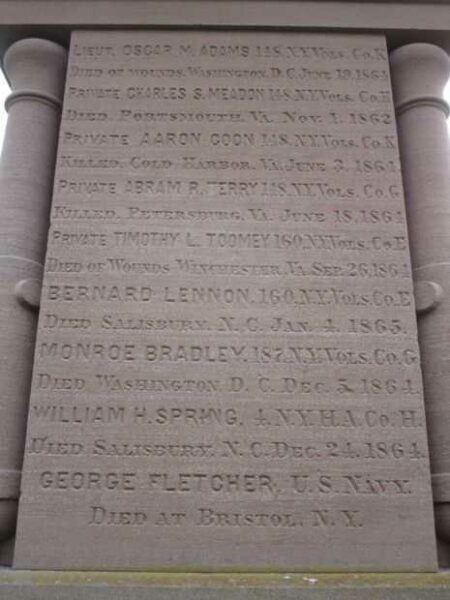 LIEUT. OSCAR M. ADAMS 148. N.Y. VOLS. CO. K
DIED OF WOUNDS. WASHINGTON. D. C. JUNE 19, 1864
PRIVATE CHARLES S. MEADON 148. N.Y. VOLS. CO. H
DIED. PORTSMOUTH. VA. NOV. 1. 1862
PRIVATE AARON COON 148. N.Y. VOLS. CO. K
KILLED. COLD HARBOR. VA. JUNE 3. 1864
PRIVATE ABRAM R. TERRY 148. N.Y. VOLS. CO. G
KILLED. PETERSBURG. VA. JUNE 18, 1864
PRIVATE TIMOTHY L. TOOMEY 160. N.Y. VOLS. CO. E
DIED OF WOUNDS WINCHESTER. VA. SEP. 26, 1864
BERNARD LENNON. 160. N.Y. VOLS. CO. E
DIED SALISBURY. N. C. JAN. 4. 1865.
MONROE BRADLEY. 187. N.Y. VOLS. CO. G
DIED WASHINGTON D. C. DEC. 5. 1864.
WILLIAM H. SPRING. 4. N.Y. H.A. CO. H.
DIED SALISBURY. N. C. DEC. 24. 1864.
GEORGE FLETCHER. U. S. NAVY.
DIED AT BRISTOL. N. Y.